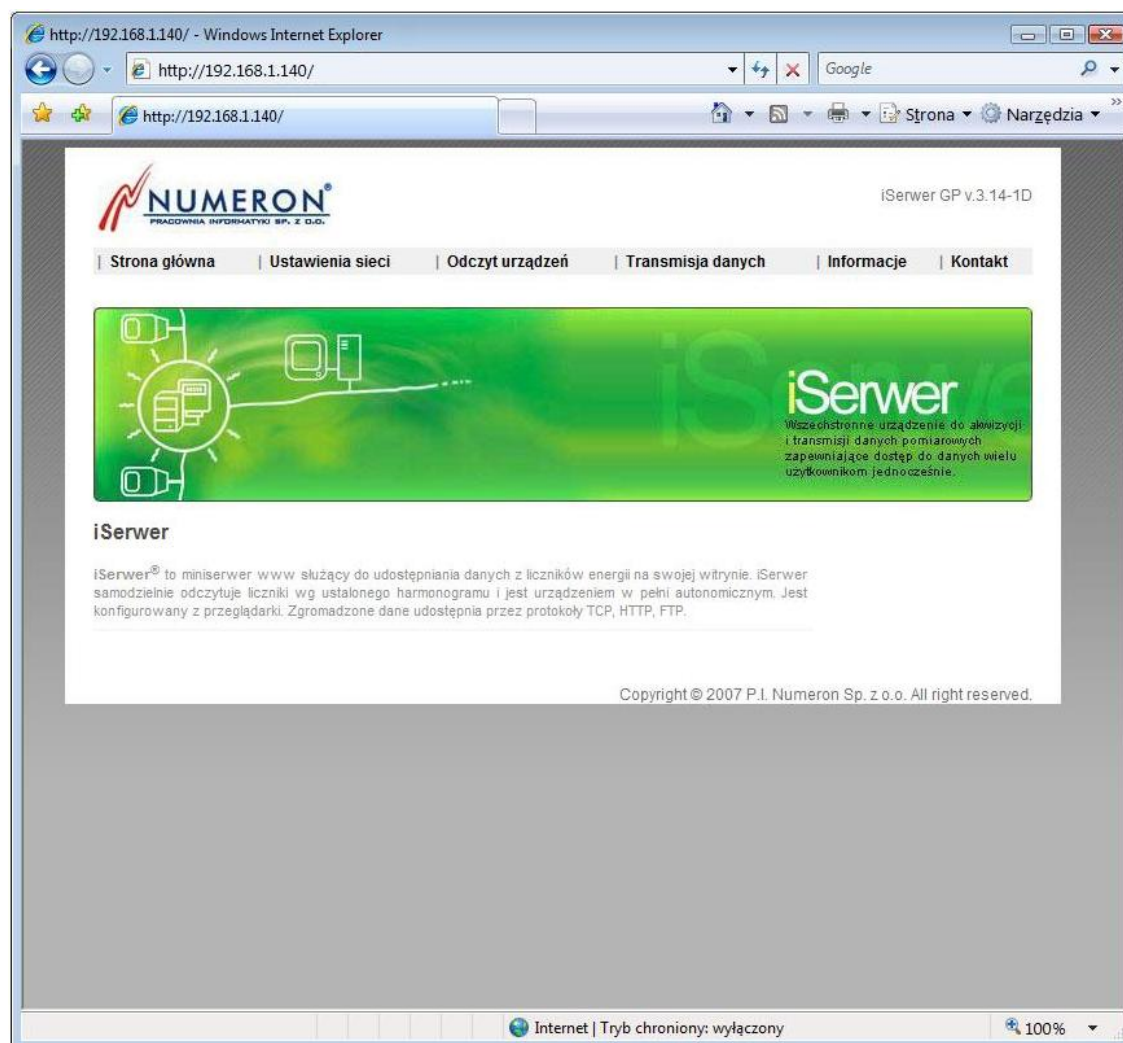 http://192.168.1.140/ - Windows Internet Explorer
http://192.168.1.140/
Google
http://192.168.1.140/
Strona
Narzędzia
NUMERON®
PRACOWNIA INFORMATYKI SP. Z O.O.
iSerwer GP v.3.14-1D
| Strona główna | Ustawienia sieci | Odczyt urządzeń | Transmisja danych | Informacje | Kontakt
iSerwe
iSerwer
Wszechstronne urządzenie do akwizycji
i transmisji danych pomiarowych
zapewniające dostęp do danych wielu
użytkownikom jednocześnie.
iSerwer
iSerwer® to miniserwer www służący do udostępniania danych z liczników energii na swojej witrynie. iSerwer
samodzielnie odczytuje liczniki wg ustalonego harmonogramu i jest urządzeniem w pełni autonomicznym. Jest
konfigurowany z przeglądarki. Zgromadzone dane udostępnia przez protokoły TCP, HTTP, FTP.
Copyright © 2007 P.I. Numeron Sp. z o.o. All right reserved.
Internet | Tryb chroniony: wyłączony
100%